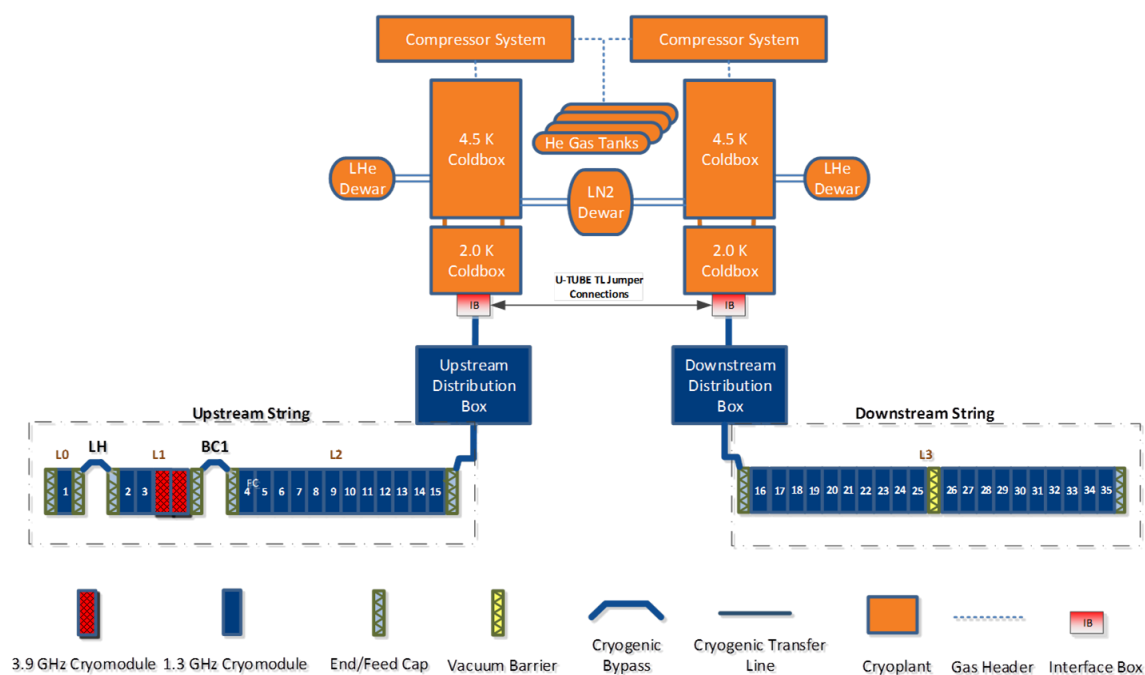 Compressor System
Compressor System
4.5 K
Coldbox
He Gas Tanks
4.5 K
Coldbox
LHe
Dewar
LN2
Dewar
LHe
Dewar
2.0 K
Coldbox
2.0 K
Coldbox
U-TUBE TL Jumper
Connections
IB
IB
Upstream
Distribution
Box
Downstream
Distribution
Box
Upstream String
Downstream String
L0
LH
L1
BC1
L2
L3
FC
1
2 3
4 5 6 7 8 9 10 11 12 13 14 15
16 17 18 19 20 21 22 23 24 25 26 27 28 29 30 31 32 33 34 35
3.9 GHz Cryomodule
1.3 GHz Cryomodule
End/Feed Cap
Vacuum Barrier
Cryogenic
Bypass
Cryogenic Transfer
Line
Cryoplant
Gas Header
IB
Interface Box